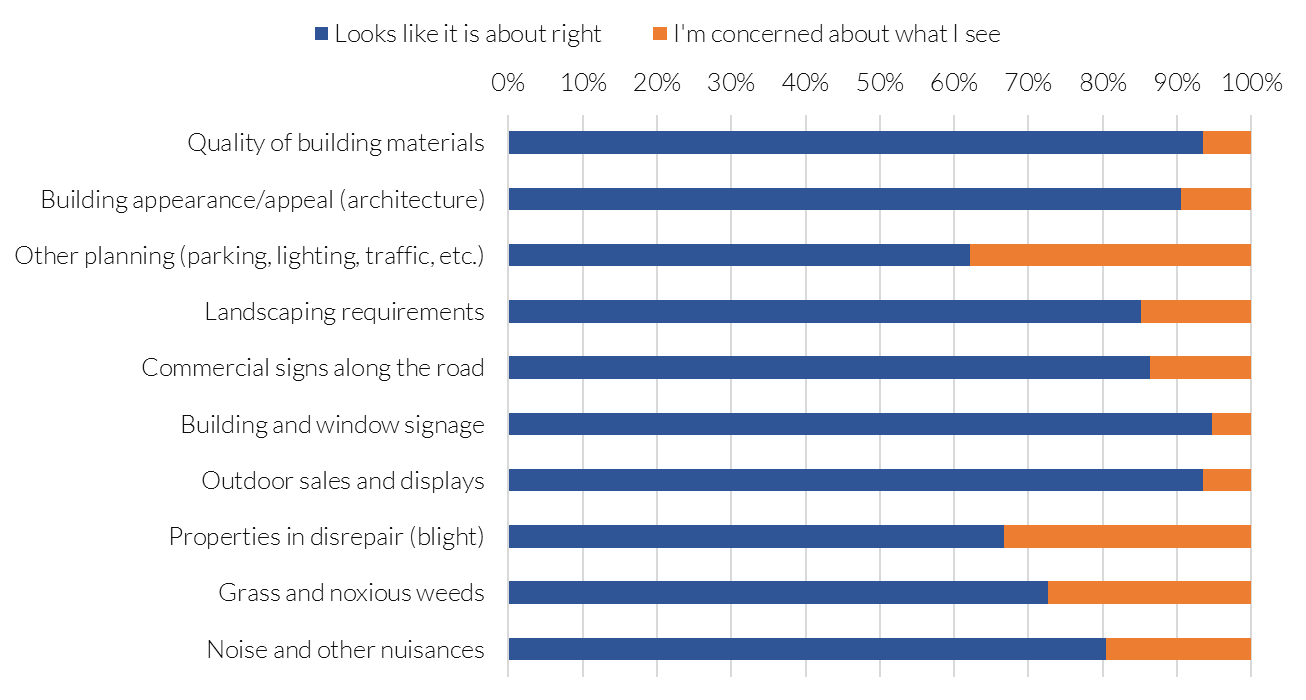 Looks like it is about right I'm concerned about what I see
0% 10% 20% 30% 40% 50% 60% 70% 80% 90% 100%
Quality of building materials
Building appearance/appeal (architecture)
Other planning (parking, lighting, traffic, etc.)
Landscaping requirements
Commercial signs along the road
Building and window signage
Outdoor sales and displays
Properties in disrepair (blight)
Grass and noxious weeds
Noise and other nuisances